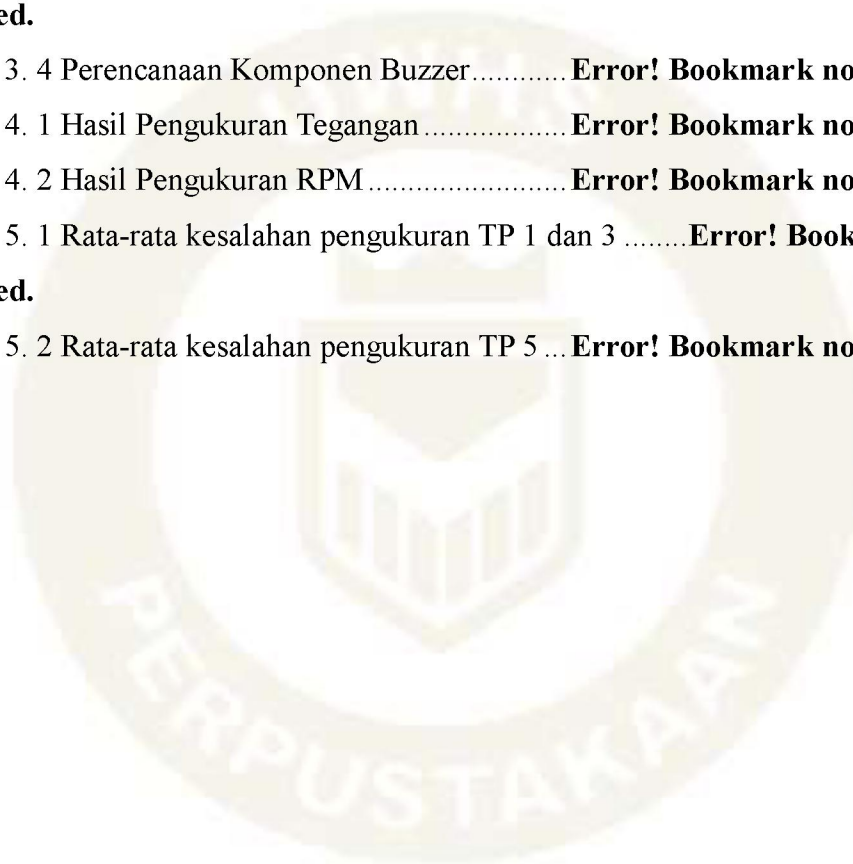 ed.
3. 4 Perencanaan Komponen Buzzer............Error! Bookmark no
4. 1 Hasil Pengukuran Tegangan..................Error! Bookmark no
4. 2 Hasil Pengukuran RPM.........................Error! Bookmark no
5. 1 Rata-rata kesalahan pengukuran TP 1 dan 3........Error! Book
ed.
5. 2 Rata-rata kesalahan pengukuran TP 5...Error! Bookmark no
PERPUSTAKAAN